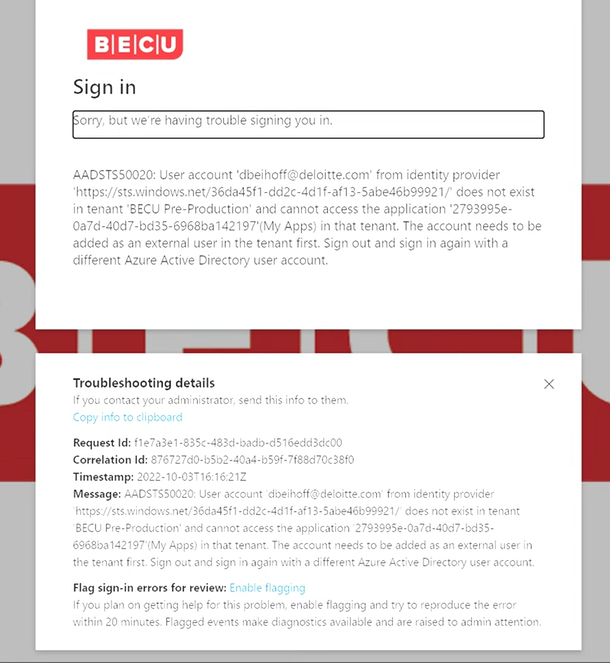 BECU
Sign in
Sorry, but we're having trouble signing you in.
AADSTS50020: User account 'dbeihoff@deloitte.com' from identity provider
'https://sts.windows.net/36da45f1-dd2c-4d1f-af13-5abe46b99921/' does not exist
in tenant 'BECU Pre-Production' and cannot access the application '2793995e-
0a7d-40d7-bd35-6968ba142197'(My Apps) in that tenant. The account needs to be
added as an external user in the tenant first. Sign out and sign in again with a
different Azure Active Directory user account.
Troubleshooting details
If you contact your administrator, send this info to them.
Copy info to clipboard
Request Id: f1e7a3e1-835c-483d-badb-d516edd3dc00
Correlation Id: 876727d0-b5b2-40a4-b59f-7f88d70c38f0
Timestamp: 2022-10-03T16:16:21Z
Message: AADSTS50020: User account 'dbeihoff@deloitte.com' from identity provider
'https://sts.windows.net/36da45f1-dd2c-4d1f-af13-5abe46b99921/' does not exist in tenant
'BECU Pre-Production' and cannot access the application '2793995e-0a7d-40d7-bd35-
6968ba142197'(My Apps) in that tenant. The account needs to be added as an external user in
the tenant first. Sign out and sign in again with a different Azure Active Directory user account.
Flag sign-in errors for review: Enable flagging
If you plan on getting help for this problem, enable flagging and try to reproduce the error
within 20 minutes. Flagged events make diagnostics available and are raised to admin attention.